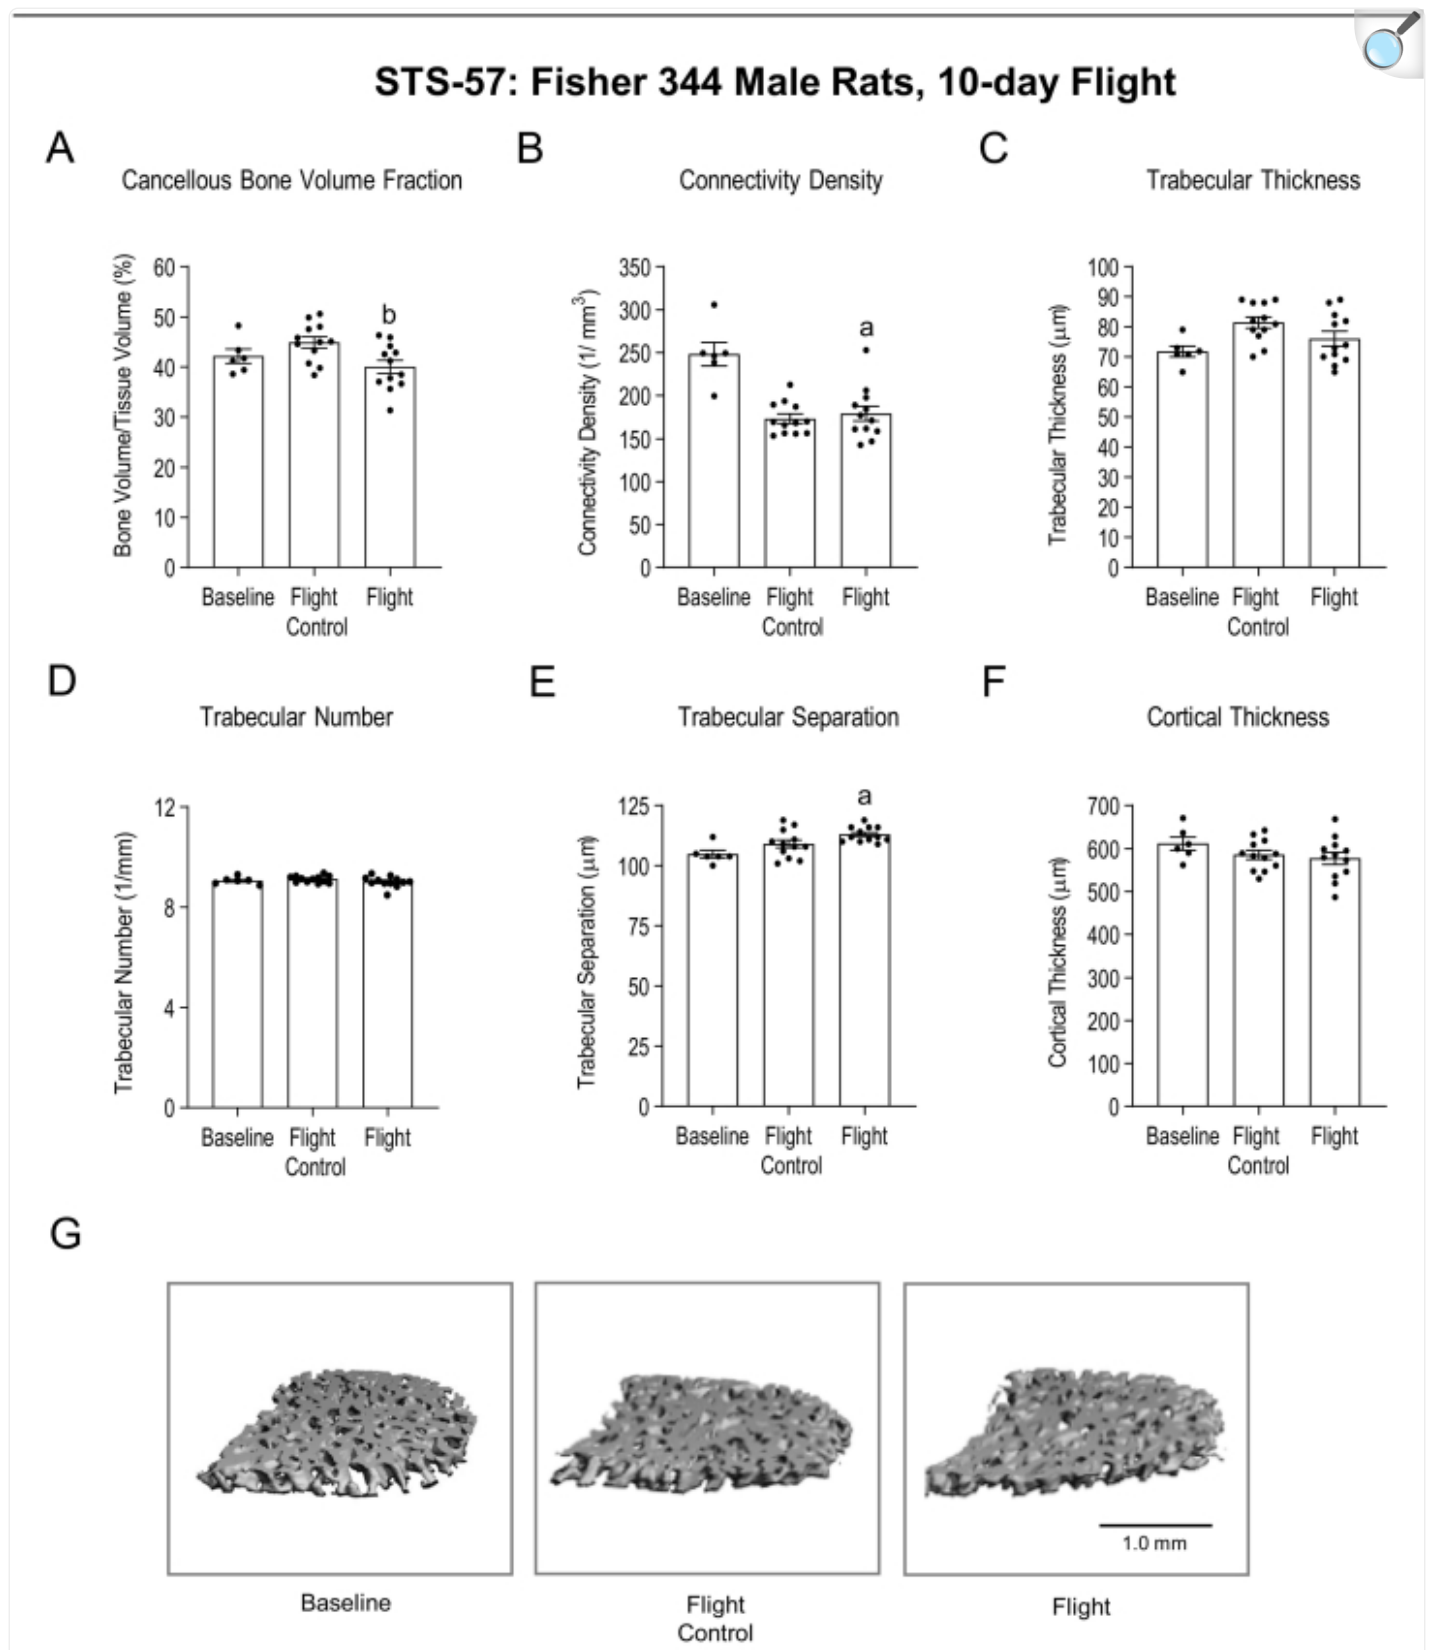 STS-57: Fisher 344 Male Rats, 10-day Flight
A
Cancellous Bone Volume Fraction
Bone Volume/Tissue Volume (%)
60
50
40
30
20
10
0
b
Baseline Flight Flight
Control
B
Connectivity Density
Connectivity Density (1/ mm³)
350
300
250
200
150
100
50
0
a
Baseline Flight Flight
Control
C
Trabecular Thickness
Trabecular Thickness (μm)
100
90
80
70
60
50
40
30
20
10
0
Baseline Flight Flight
Control
D
Trabecular Number
Trabecular Number (1/mm)
12
8
4
0
Baseline Flight Flight
Control
E
Trabecular Separation
Trabecular Separation (μm)
125
100
75
50
25
0
a
Baseline Flight Flight
Control
F
Cortical Thickness
Cortical Thickness (μm)
700
600
500
400
300
200
100
0
Baseline Flight Flight
Control
G
1.0 mm
Baseline
Flight
Control
Flight